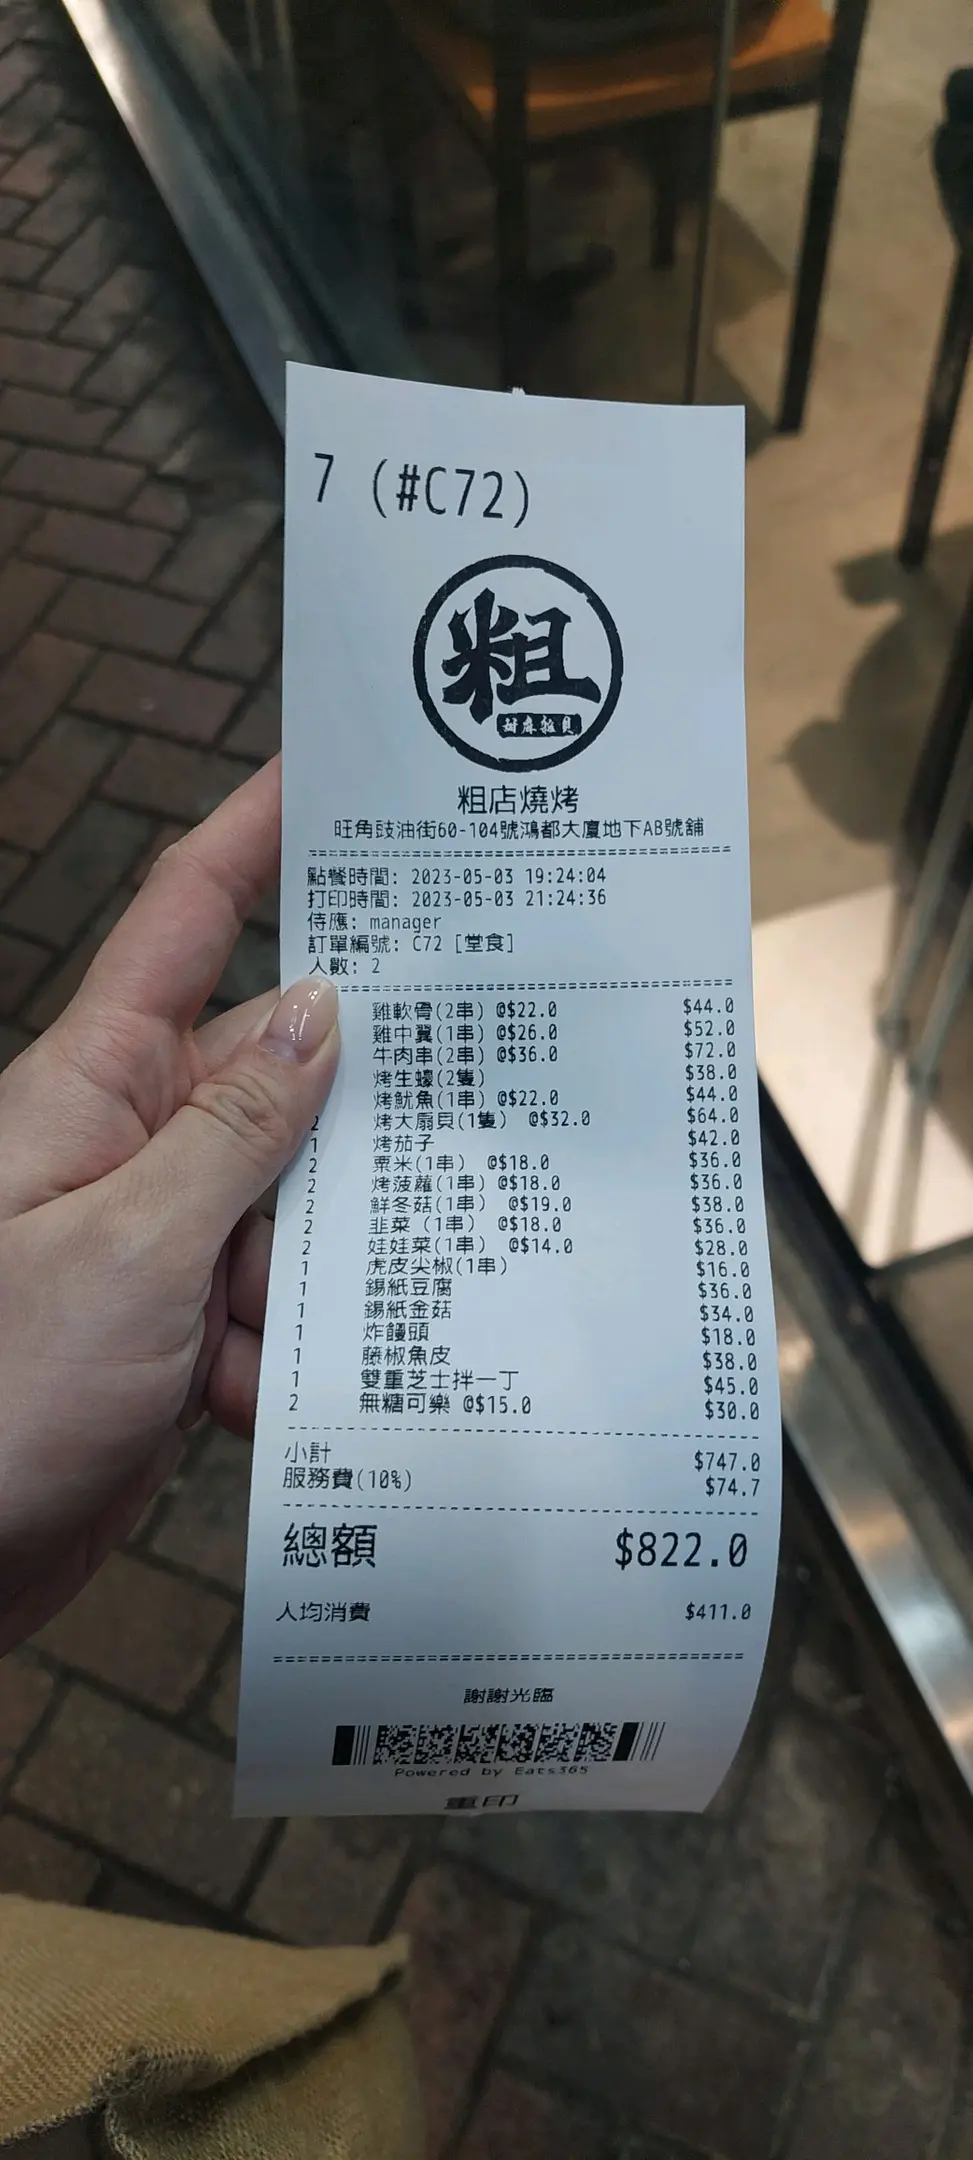 7 (#C72)
粗
甜麻粗貝
粗店燒烤
旺角豉油街60-104號鴻都大廈地下AB號舖
點餐時間: 2023-05-03 19:24:04
打印時間: 2023-05-03 21:24:36
侍應: manager
訂單編號: C72 [堂食]
人數: 2
雞軟骨(2串) @$22.0 $44.0
雞中翼(1串) @$26.0 $52.0
牛肉串(2串) @$36.0 $72.0
烤生蠔(2隻) $38.0
烤魷魚(1串) @$22.0 $44.0
2 烤大扇貝(1隻) @$32.0 $64.0
1 烤茄子 $42.0
2 粟米(1串) @$18.0 $36.0
2 烤菠蘿(1串) @$18.0 $36.0
2 鮮冬菇(1串) @$19.0 $38.0
2 韭菜 (1串) @$18.0 $36.0
2 娃娃菜(1串) @$14.0 $28.0
1 虎皮尖椒(1串) $16.0
1 錫紙豆腐 $36.0
1 錫紙金菇 $34.0
1 炸饅頭 $18.0
1 藤椒魚皮 $38.0
1 雙重芝士拌一丁 $45.0
2 無糖可樂 @$15.0 $30.0
小計 $747.0
服務費(10%) $74.7
總額 $822.0
人均消費 $411.0
謝謝光臨
Powered by Eats365
重印